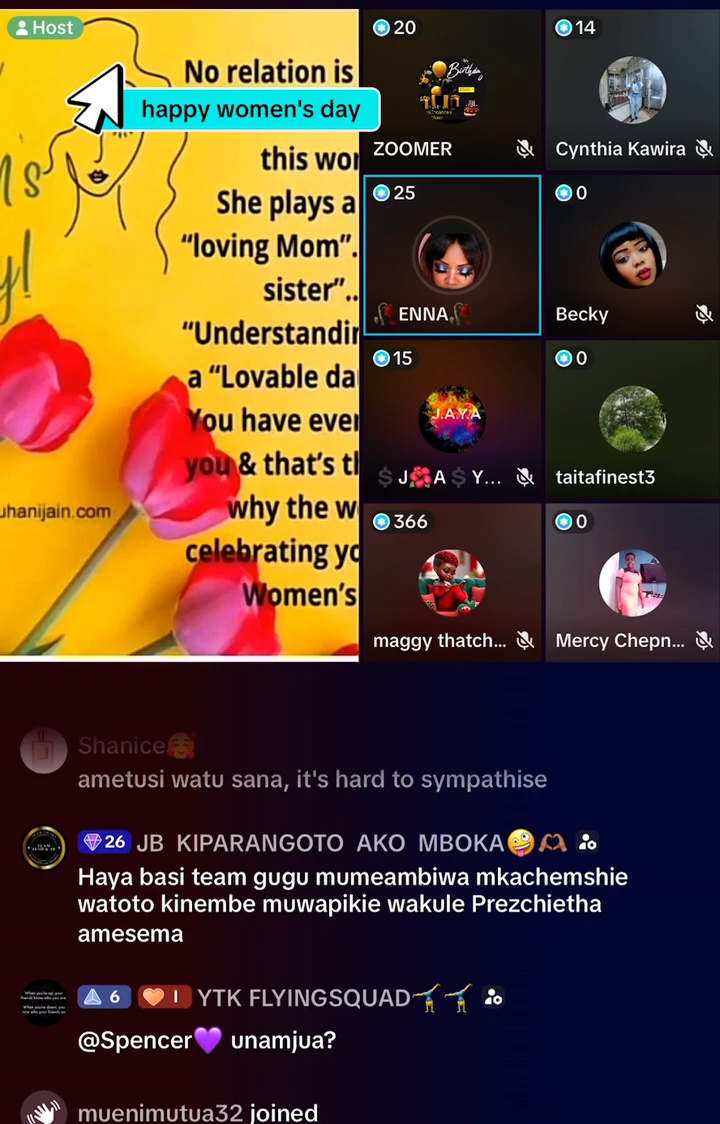 Host
No relation is
happy women's day
this wor
She plays a
“loving Mom”.
sister”..
“Understandin
a “Lovable da
You have ever
you & that’s th
why the w
celebrating yo
Women’s
n's
y!
uhanijain.com
20
Birthday
ZOOMER
14
Cynthia Kawira
25
🥀ENNA🥀
0
Becky
15
J.A.Y.A
$J🌺A$Y...
0
taitafinest3
366
maggy thatch...
0
Mercy Chepn...
Shanice🥰
ametusi watu sana, it's hard to sympathise
26 JB KIPARANGOTO AKO MBOKA🤪🫶🏾
Haya basi team gugu mumeambiwa mkachemshie
watoto kinembe muwapikie wakule Prezchietha
amesema
6 I YTK FLYINGSQUAD🤸‍♂️🤸‍♂️
@Spencer💜 unamjua?
muenimutua32 joined